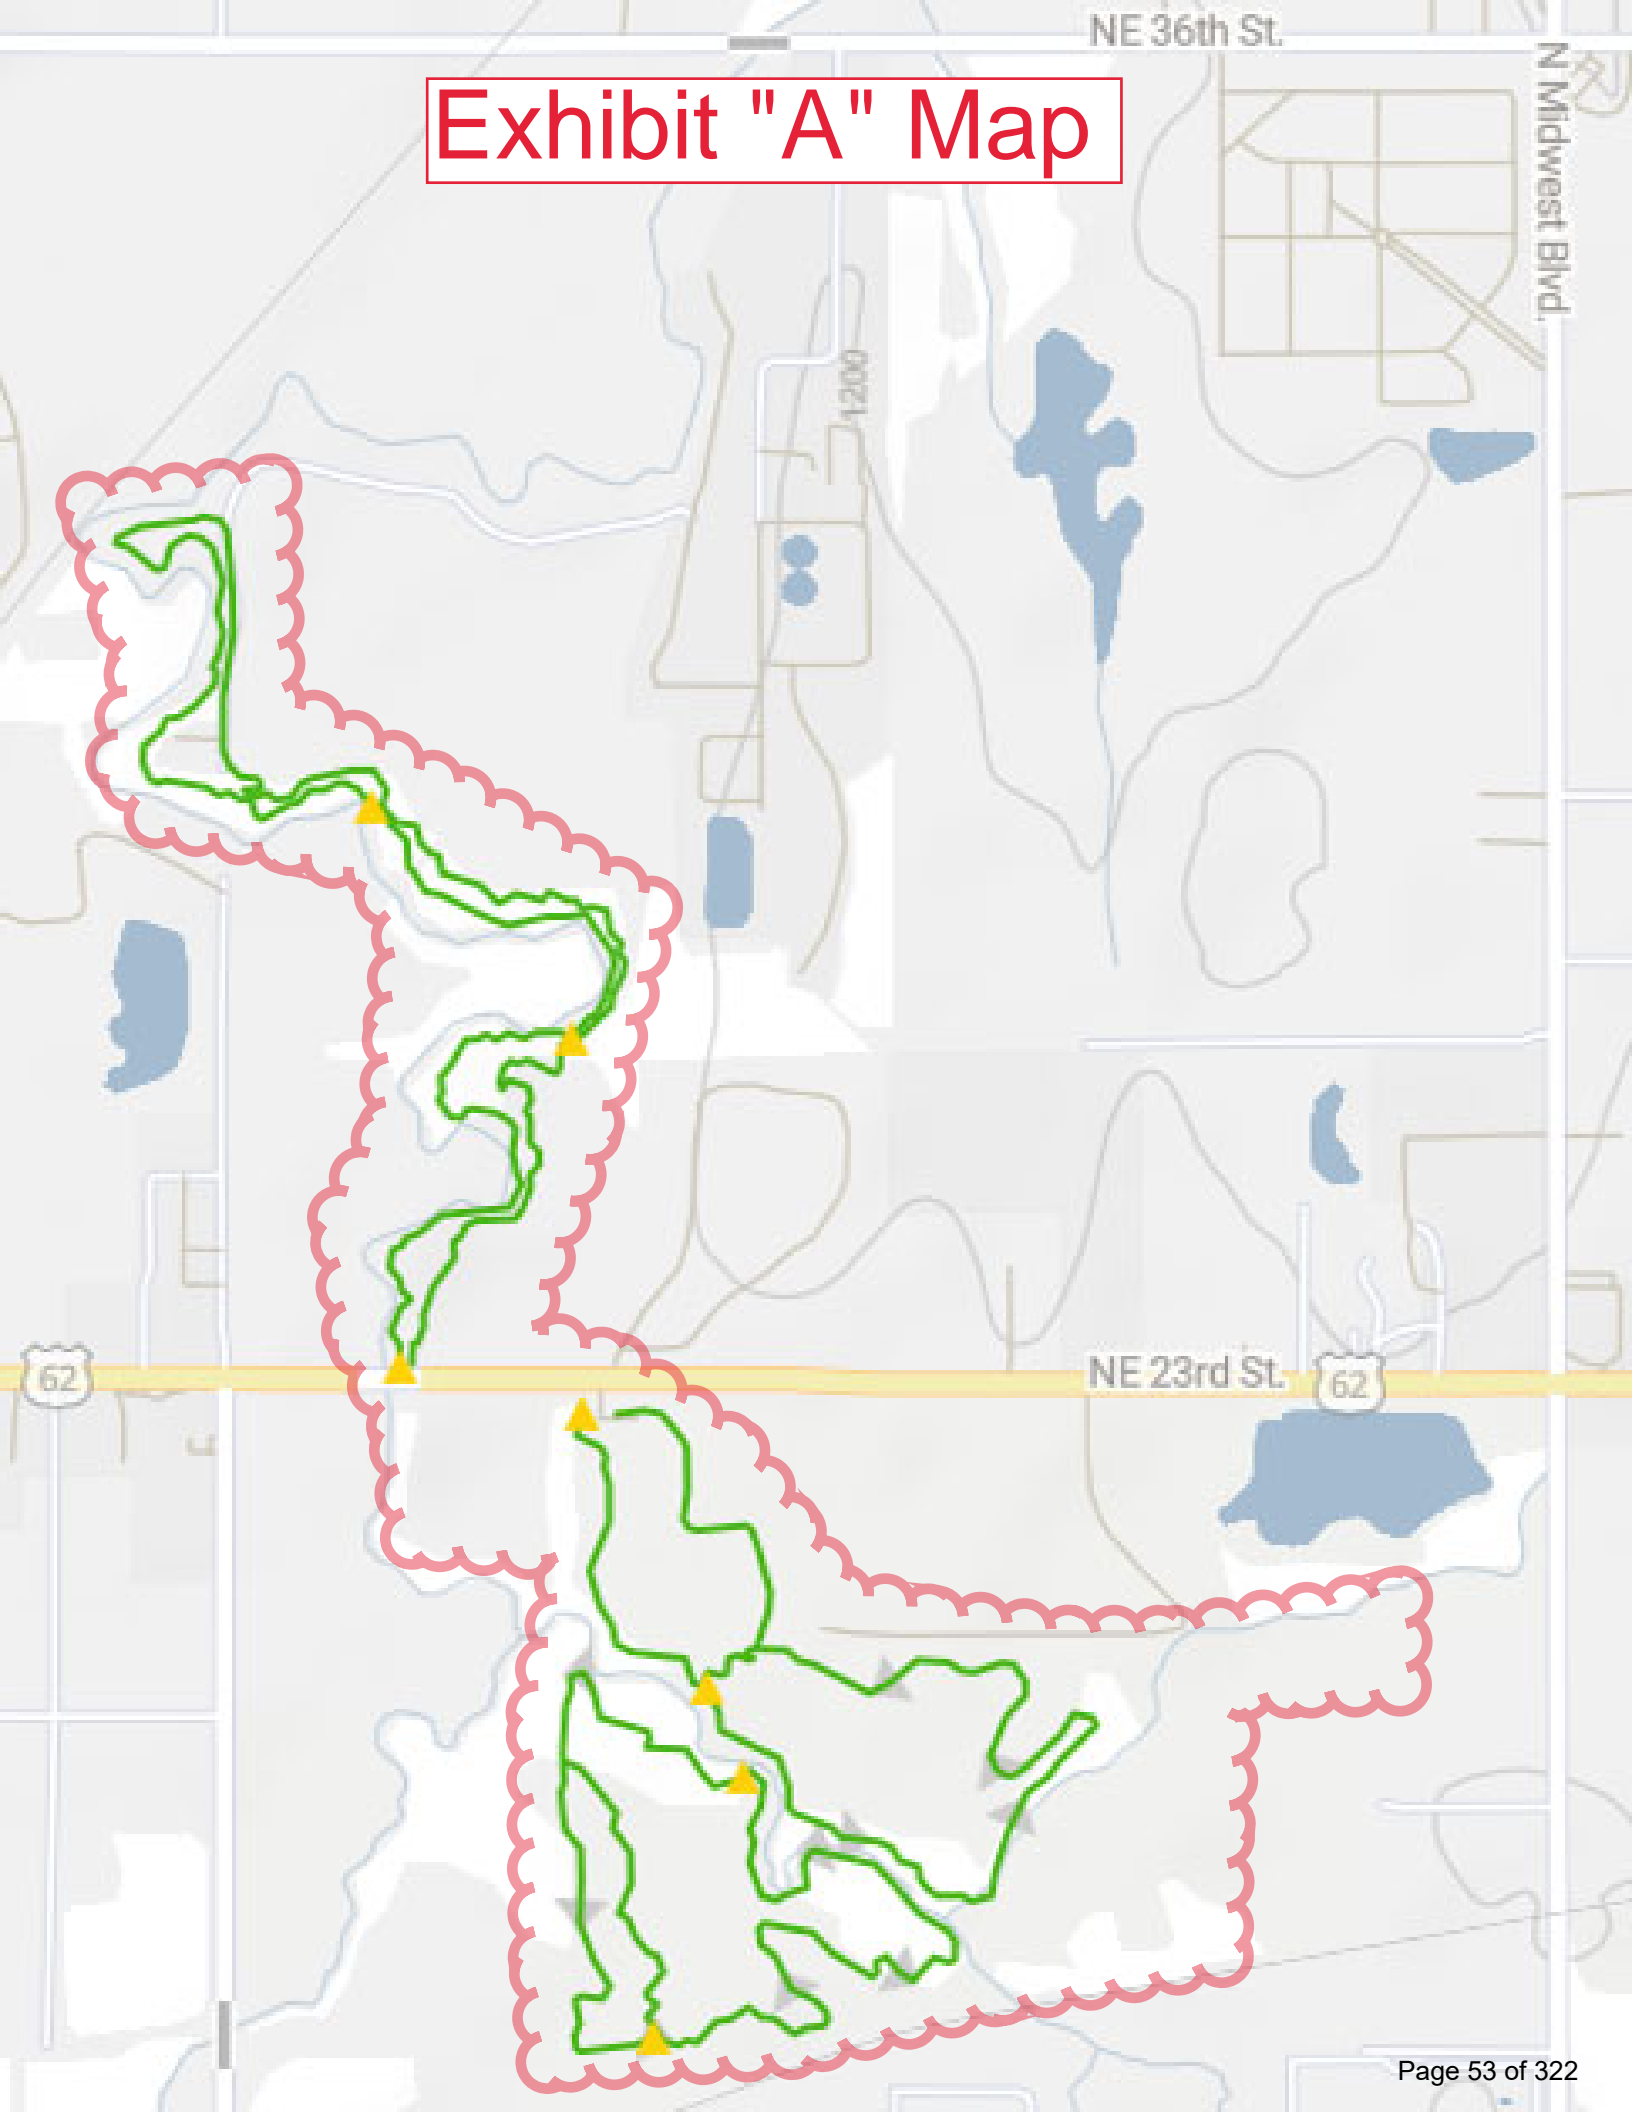 NE 36th St.
Exhibit "A" Map
N Midwest Blvd.
1200
62
NE 23rd St.
62
Page 53 of 322